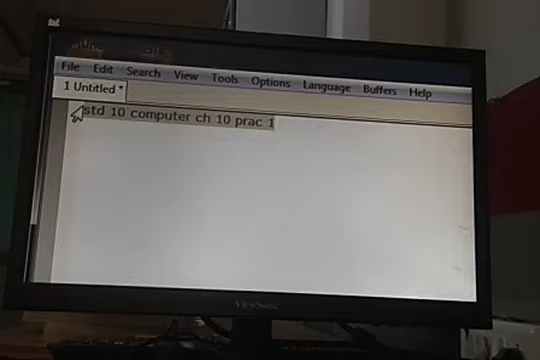 File Edit Search View Tools Options Language Buffers Help
1 Untitled *
std 10 computer ch 10 prac 1
ViewSonic